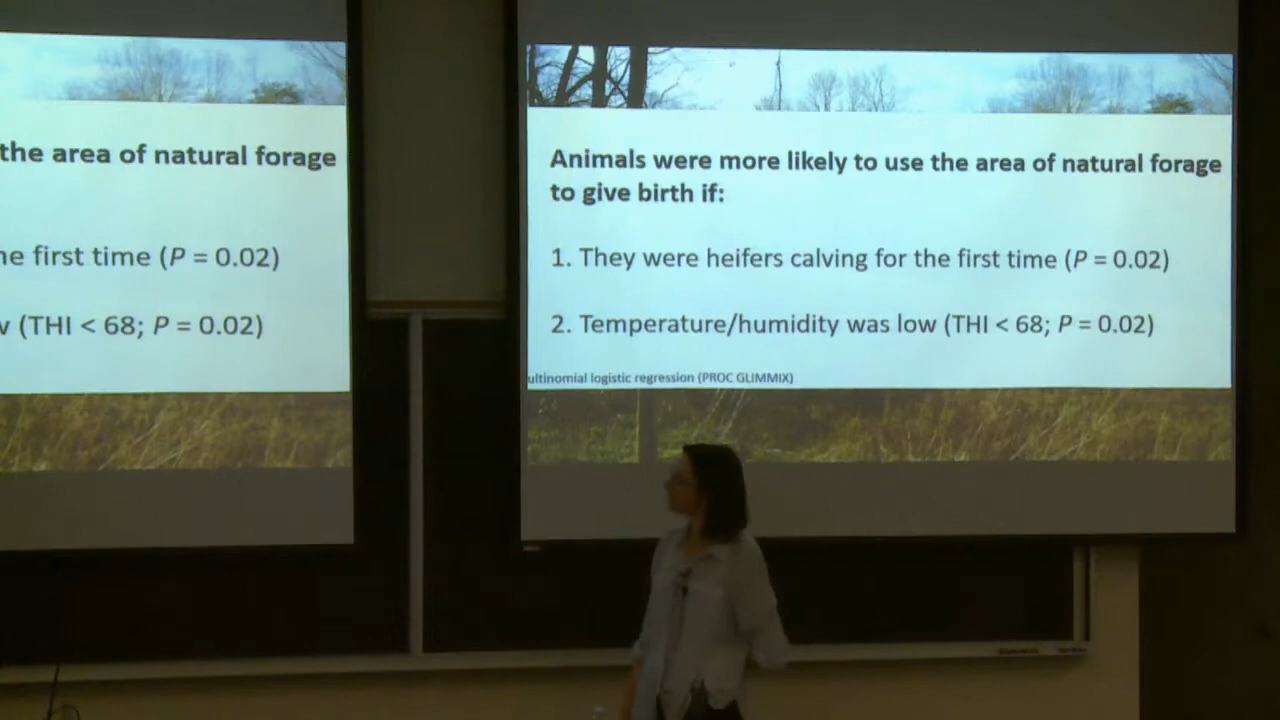 the area of natural forage
he first time (P = 0.02)
(THI < 68; P = 0.02)
Animals were more likely to use the area of natural forage
to give birth if:
1. They were heifers calving for the first time (P = 0.02)
2. Temperature/humidity was low (THI < 68; P = 0.02)
ultinomial logistic regression (PROC GLIMMIX)